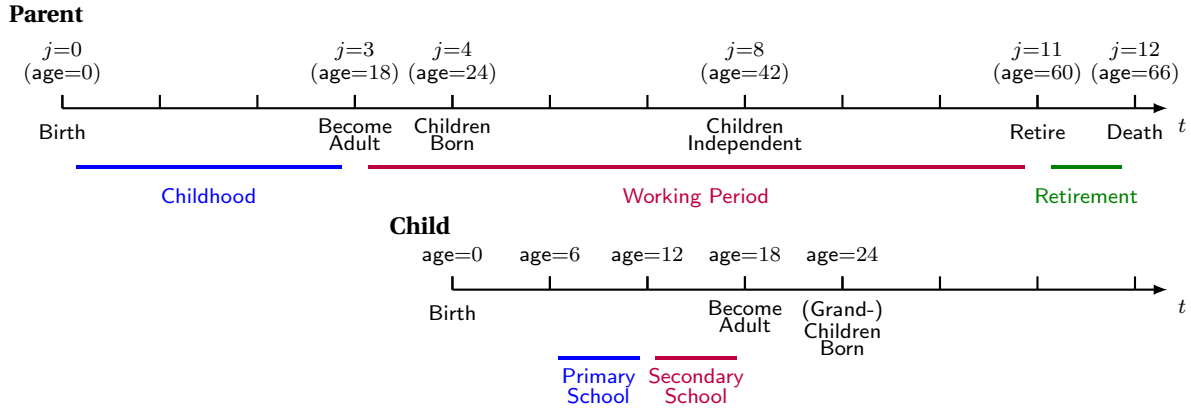 Parent
j=0 j=3 j=4 j=8 j=11 j=12
(age=0) (age=18) (age=24) (age=42) (age=60) (age=66)
Birth Become Children Children Retire Death t
Adult Born Independent
Childhood Working Period Retirement
Child
age=0 age=6 age=12 age=18 age=24
Birth Become (Grand-) t
Adult Children
Born
Primary Secondary
School School